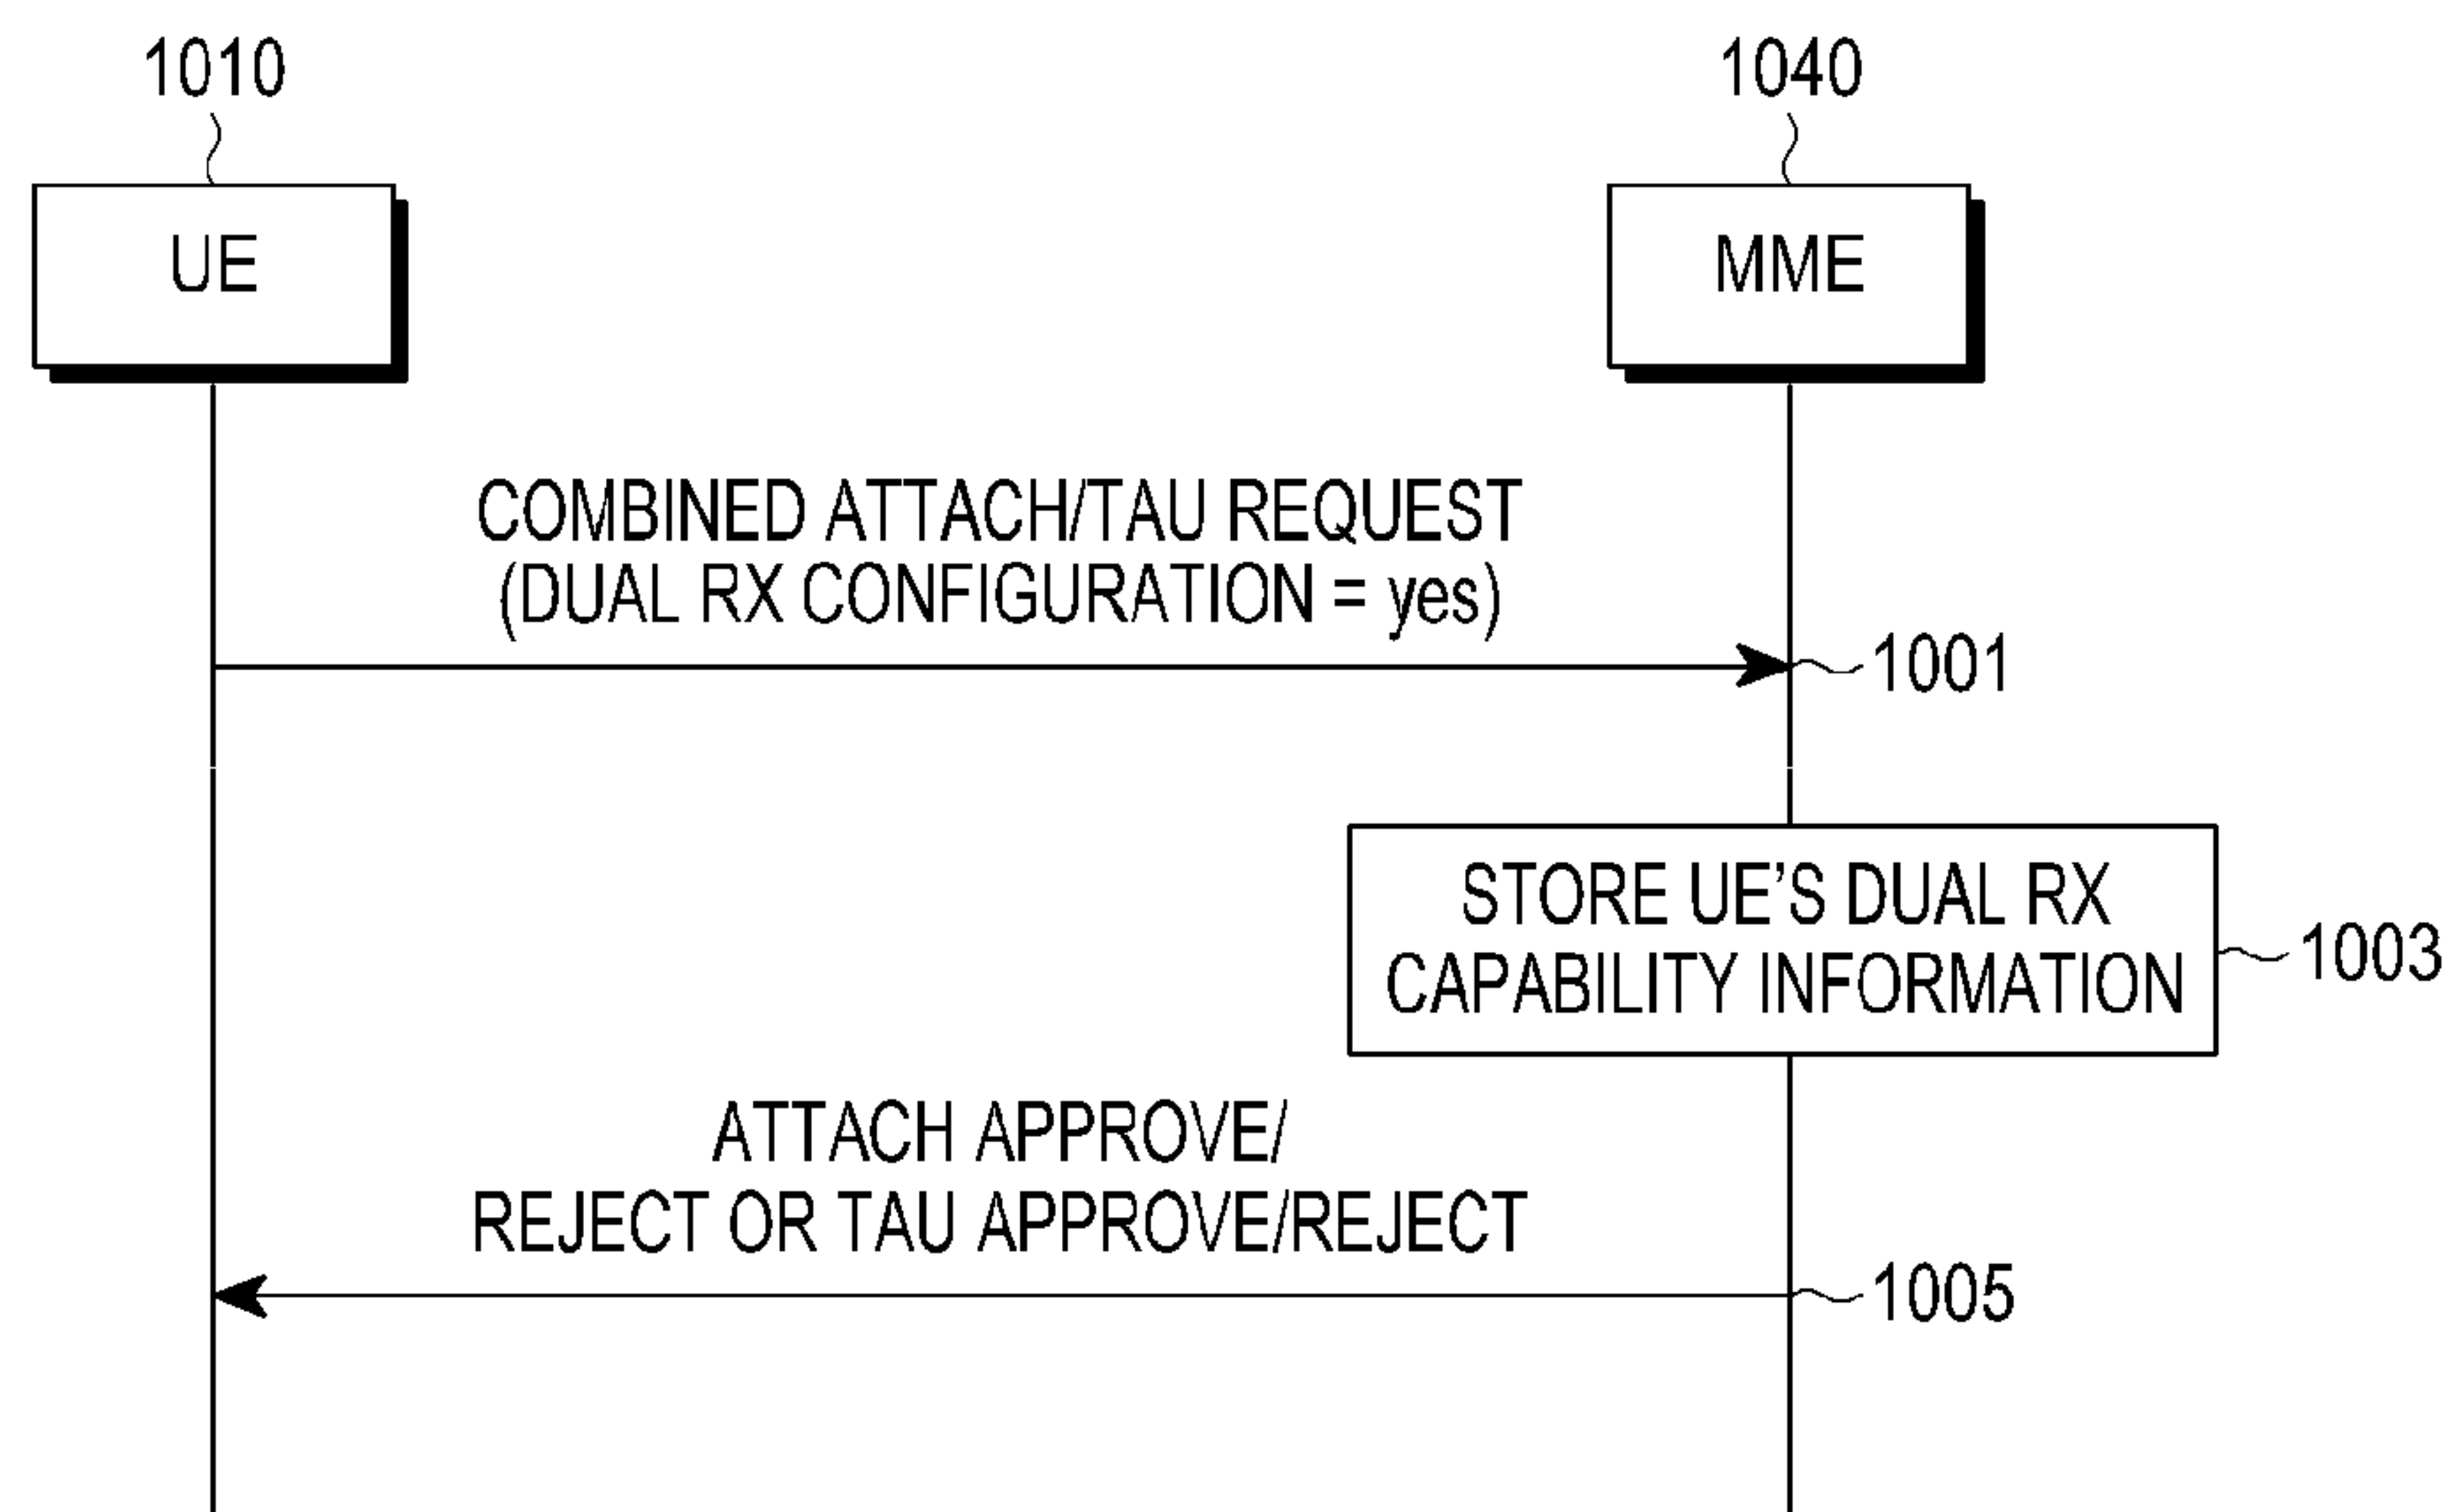 1010
1040
UE
MME
COMBINED ATTACH/TAU REQUEST
(DUAL RX CONFIGURATION = yes)
1001
STORE UE'S DUAL RX
CAPABILITY INFORMATION
1003
ATTACH APPROVE/
REJECT OR TAU APPROVE/REJECT
1005